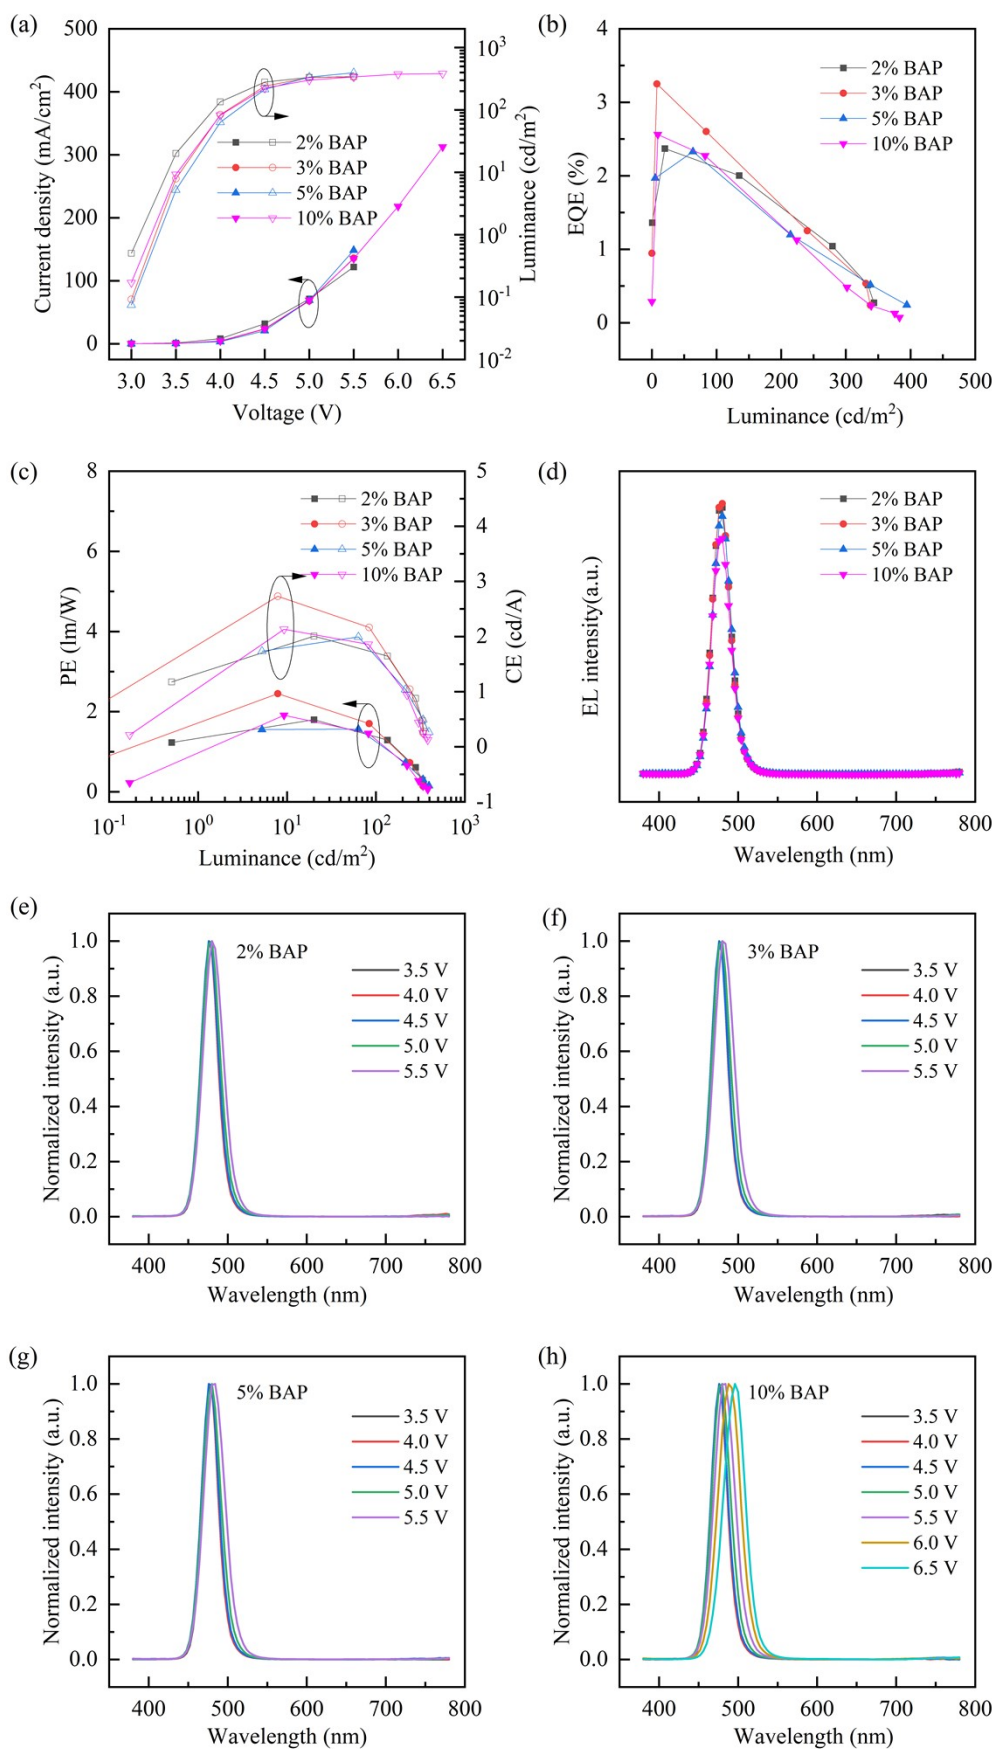 (a)
500
400
300
200
100
0
Current density (mA/cm²)
10³
10²
10¹
10⁰
10⁻¹
10⁻²
Luminance (cd/m²)
2% BAP
3% BAP
5% BAP
10% BAP
3.0 3.5 4.0 4.5 5.0 5.5 6.0 6.5
Voltage (V)
(b)
4
3
2
1
0
EQE (%)
2% BAP
3% BAP
5% BAP
10% BAP
0 100 200 300 400 500
Luminance (cd/m²)
(c)
8
6
4
2
0
PE (lm/W)
5
4
3
2
1
0
-1
CE (cd/A)
2% BAP
3% BAP
5% BAP
10% BAP
10⁻¹ 10⁰ 10¹ 10² 10³
Luminance (cd/m²)
(d)
EL intensity(a.u.)
2% BAP
3% BAP
5% BAP
10% BAP
400 500 600 700 800
Wavelength (nm)
(e)
1.0
0.8
0.6
0.4
0.2
0.0
Normalized intensity (a.u.)
2% BAP
3.5 V
4.0 V
4.5 V
5.0 V
5.5 V
400 500 600 700 800
Wavelength (nm)
(f)
1.0
0.8
0.6
0.4
0.2
0.0
Normalized intensity (a.u.)
3% BAP
3.5 V
4.0 V
4.5 V
5.0 V
5.5 V
400 500 600 700 800
Wavelength (nm)
(g)
1.0
0.8
0.6
0.4
0.2
0.0
Normalized intensity (a.u.)
5% BAP
3.5 V
4.0 V
4.5 V
5.0 V
5.5 V
400 500 600 700 800
Wavelength (nm)
(h)
1.0
0.8
0.6
0.4
0.2
0.0
Normalized intensity (a.u.)
10% BAP
3.5 V
4.0 V
4.5 V
5.0 V
5.5 V
6.0 V
6.5 V
400 500 600 700 800
Wavelength (nm)